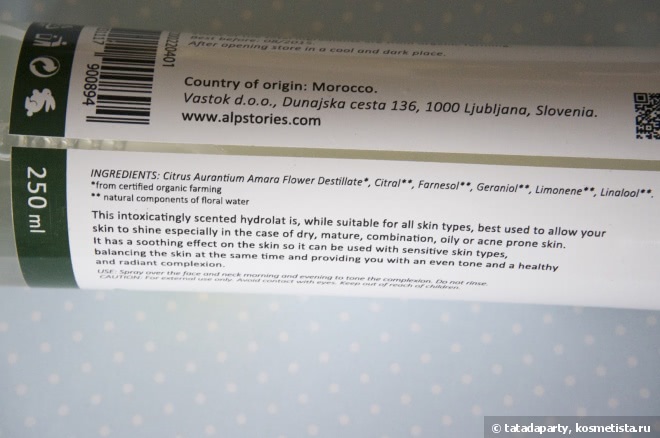 After opening store in a cool and dark place.
Country of origin: Morocco.
Vastok d.o.o., Dunajska cesta 136, 1000 Ljubljana, Slovenia.
www.alpstories.com
900894
250 ml
INGREDIENTS: Citrus Aurantium Amara Flower Destillate*, Citral**, Farnesol**, Geraniol**, Limonene**, Linalool**.
*from certified organic farming
** natural components of floral water
This intoxicatingly scented hydrolat is, while suitable for all skin types, best used to allow your
skin to shine especially in the case of dry, mature, combination, oily or acne prone skin.
It has a soothing effect on the skin so it can be used with sensitive skin types,
balancing the skin at the same time and providing you with an even tone and a healthy
and radiant complexion.
USE: Spray over the face and neck morning and evening to tone the complexion. Do not rinse.
CAUTION: For external use only. Avoid contact with eyes. Keep out of reach of children.
© tatadaparty, kosmetista.ru